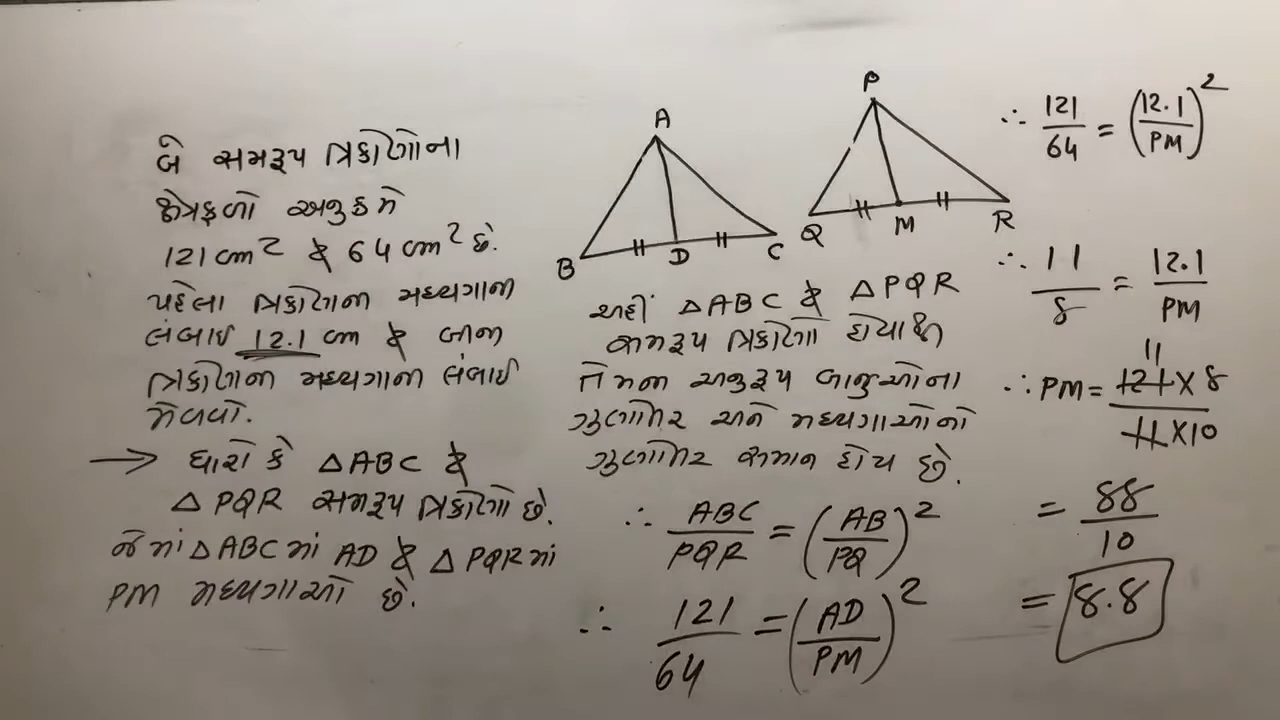 બે સમરૂપ ત્રિકોણોના
ક્ષેત્રફળો અનુક્રમે
121 cm² & 64 cm² છે.
પહેલા ત્રિકોણના મધ્યગાની
લંબાઈ 12.1 cm & બીજા
ત્રિકોણના મધ્યગાની લંબાઈ
મેળવો.
→ ધારો કે △ABC &
△PQR સમરૂપ ત્રિકોણો છે.
જેમાં △ABC માં AD & △PQR માં
PM મધ્યગાઓ છે.
A
B
D
C
P
Q
M
R
અહીં △ABC & △PQR
સમરૂપ ત્રિકોણો હોવાથી
તેમના અનુરૂપ બાજુઓના
ગુણોત્તર અને મધ્યગાઓનો
ગુણોત્તર સમાન હોય છે.
∴ ABC/PQR = (AB/PQ)²
∴ 121/64 = (AD/PM)²
∴ 121/64 = (12.1/PM)²
∴ 11/8 = 12.1/PM
11
∴ PM = 121 × 8 / 11 × 10
= 88/10
= 8.8